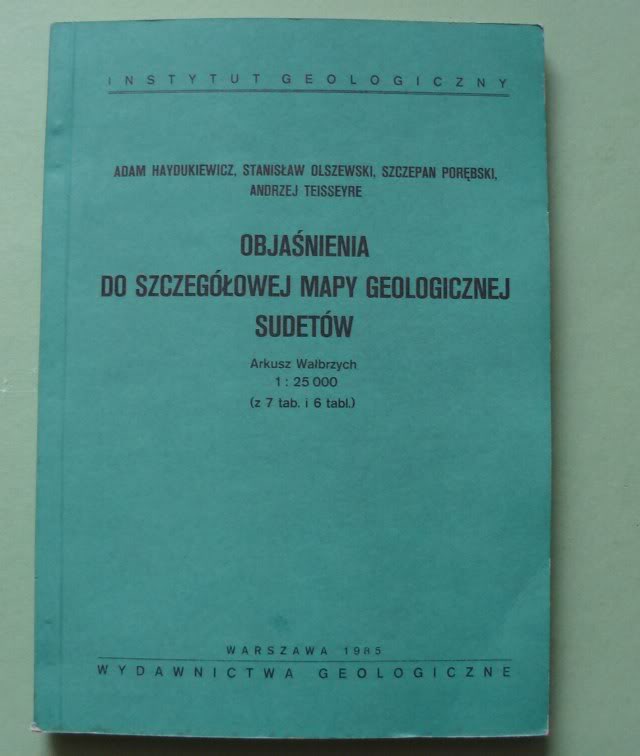 INSTYTUT GEOLOGICZNY
ADAM HAYDUKIEWICZ, STANISŁAW OLSZEWSKI, SZCZEPAN PORĘBSKI,
ANDRZEJ TEISSEYRE
OBJAŚNIENIA
DO SZCZEGÓŁOWEJ MAPY GEOLOGICZNEJ
SUDETÓW
Arkusz Wałbrzych
1 : 25 000
(z 7 tab. i 6 tabl.)
WARSZAWA 1985
WYDAWNICTWA GEOLOGICZNE